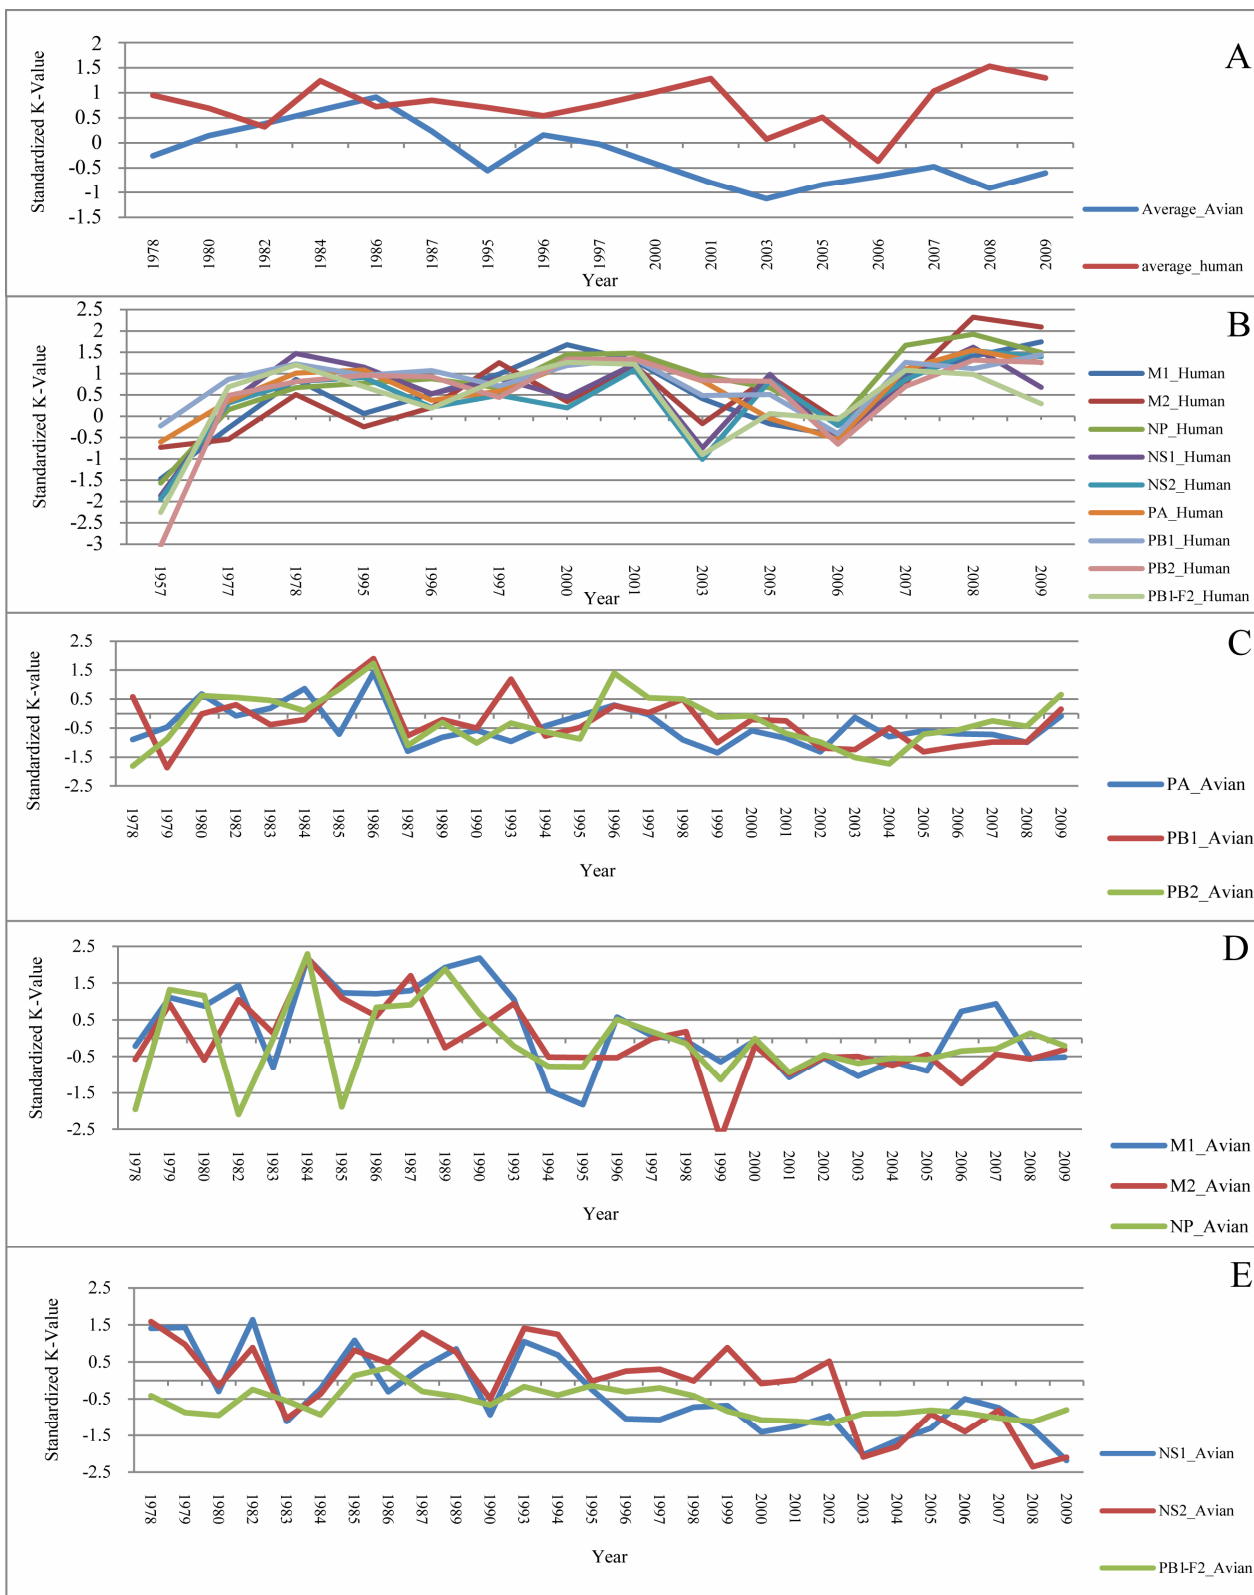 A
Standardized K-Value
2
1.5
1
0.5
0
-0.5
-1
-1.5
1978 1980 1982 1984 1986 1987 1995 1996 1997 2000 2001 2003 2005 2006 2007 2008 2009
Year
Average_Avian
average_human
B
Standardized K-Value
2.5
2
1.5
1
0.5
0
-0.5
-1
-1.5
-2
-2.5
-3
1957 1977 1978 1995 1996 1997 2000 2001 2003 2005 2006 2007 2008 2009
Year
M1_Human
M2_Human
NP_Human
NS1_Human
NS2_Human
PA_Human
PB1_Human
PB2_Human
PB1-F2_Human
C
Standardized K-value
2.5
1.5
0.5
-0.5
-1.5
-2.5
1978 1979 1980 1982 1983 1984 1985 1986 1987 1989 1990 1993 1994 1995 1996 1997 1998 1999 2000 2001 2002 2003 2004 2005 2006 2007 2008 2009
Year
PA_Avian
PB1_Avian
PB2_Avian
D
Standardized K-Value
2.5
1.5
0.5
-0.5
-1.5
-2.5
1978 1979 1980 1982 1983 1984 1985 1986 1987 1989 1990 1993 1994 1995 1996 1997 1998 1999 2000 2001 2002 2003 2004 2005 2006 2007 2008 2009
Year
M1_Avian
M2_Avian
NP_Avian
E
Standardized K-Value
2.5
1.5
0.5
-0.5
-1.5
-2.5
1978 1979 1980 1982 1983 1984 1985 1986 1987 1989 1990 1993 1994 1995 1996 1997 1998 1999 2000 2001 2002 2003 2004 2005 2006 2007 2008 2009
Year
NS1_Avian
NS2_Avian
PB1-F2_Avian